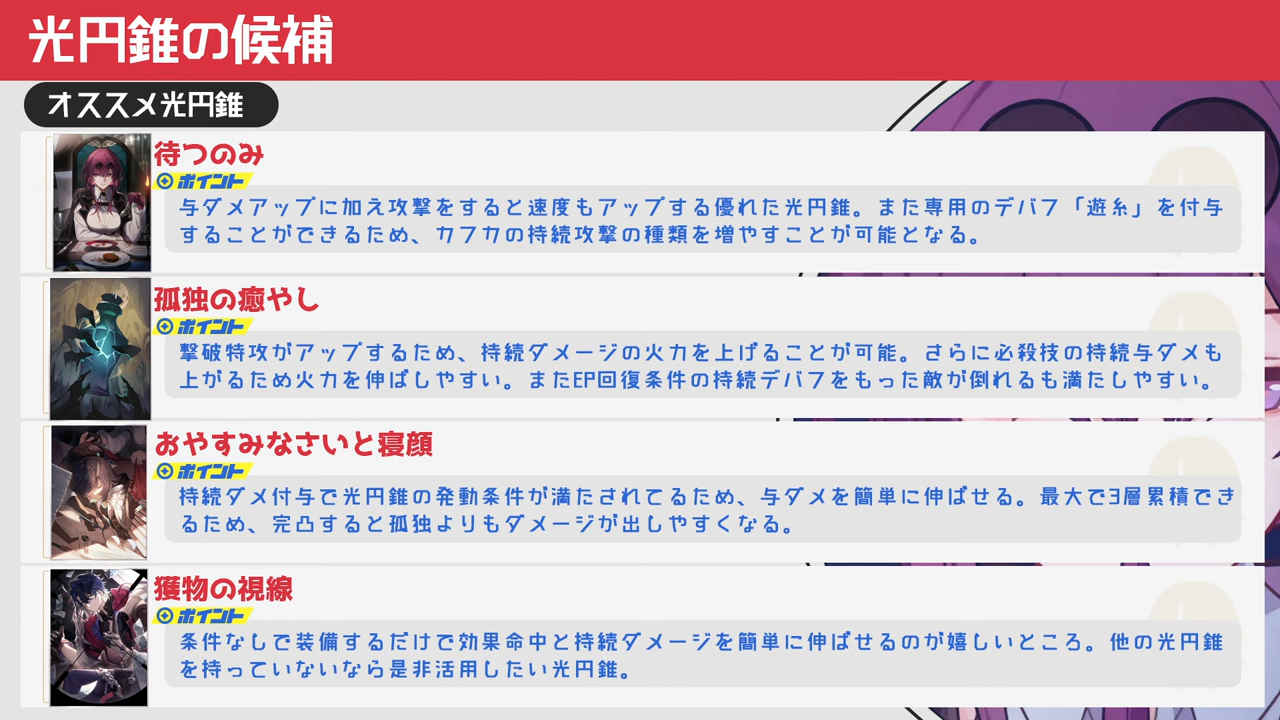 光円錐の候補
オススメ光円錐
待つのみ
ポイント
与ダメアップに加え攻撃をすると速度もアップする優れた光円錐。また専用のデバフ「遊糸」を付与
することができるため、カフカの持続攻撃の種類を増やすことが可能となる。
孤独の癒やし
ポイント
撃破特攻がアップするため、持続ダメージの火力を上げることが可能。さらに必殺技の持続与ダメも
上がるため火力を伸ばしやすい。またEP回復条件の持続デバフをもった敵が倒れるも満たしやすい。
おやすみなさいと寝顔
ポイント
持続ダメ付与で光円錐の発動条件が満たされてるため、与ダメを簡単に伸ばせる。最大で3層累積でき
るため、完凸すると孤独よりもダメージが出しやすくなる。
獲物の視線
ポイント
条件なしで装備するだけで効果命中と持続ダメージを簡単に伸ばせるのが嬉しいところ。他の光円錐
を持っていないなら是非活用したい光円錐。